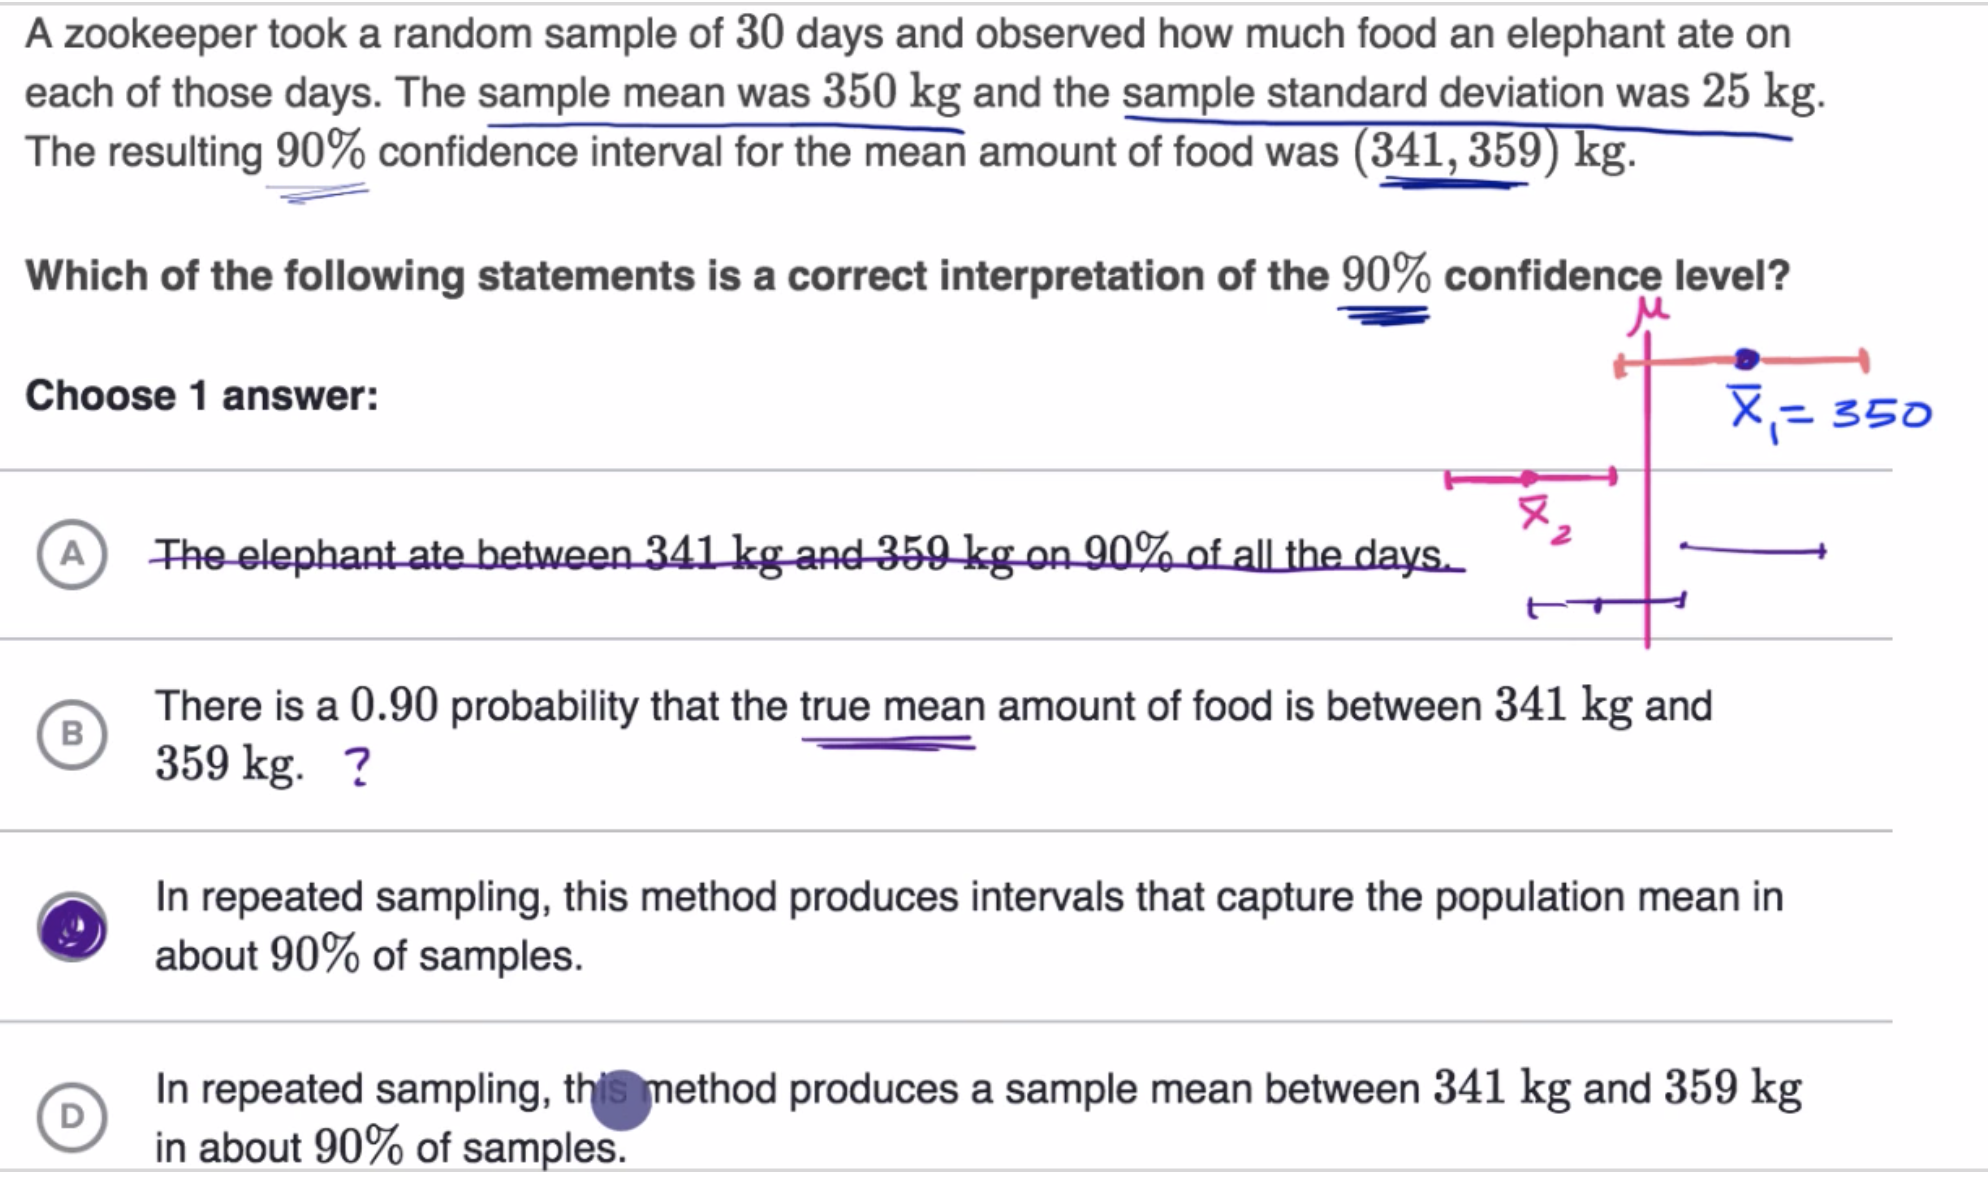 A zookeeper took a random sample of 30 days and observed how much food an elephant ate on
each of those days. The sample mean was 350 kg and the sample standard deviation was 25 kg.
The resulting 90% confidence interval for the mean amount of food was (341, 359) kg.
Which of the following statements is a correct interpretation of the 90% confidence level?
μ
Choose 1 answer:
x̄₁ = 350
x̄₂
A The elephant ate between 341 kg and 359 kg on 90% of all the days.
B There is a 0.90 probability that the true mean amount of food is between 341 kg and
359 kg. ?
In repeated sampling, this method produces intervals that capture the population mean in
about 90% of samples.
D In repeated sampling, this method produces a sample mean between 341 kg and 359 kg
in about 90% of samples.